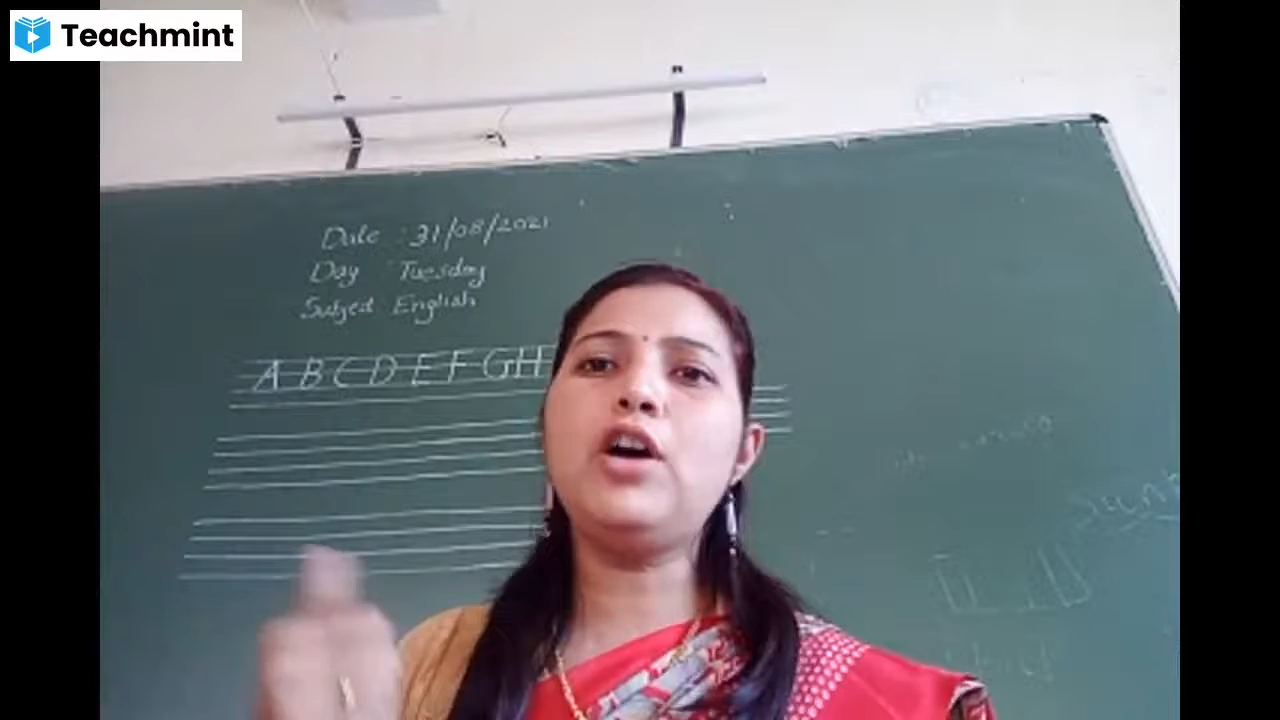 Teachmint
Date : 31/08/2021
Day : Tuesday
Subject : English
A B C D E F G H